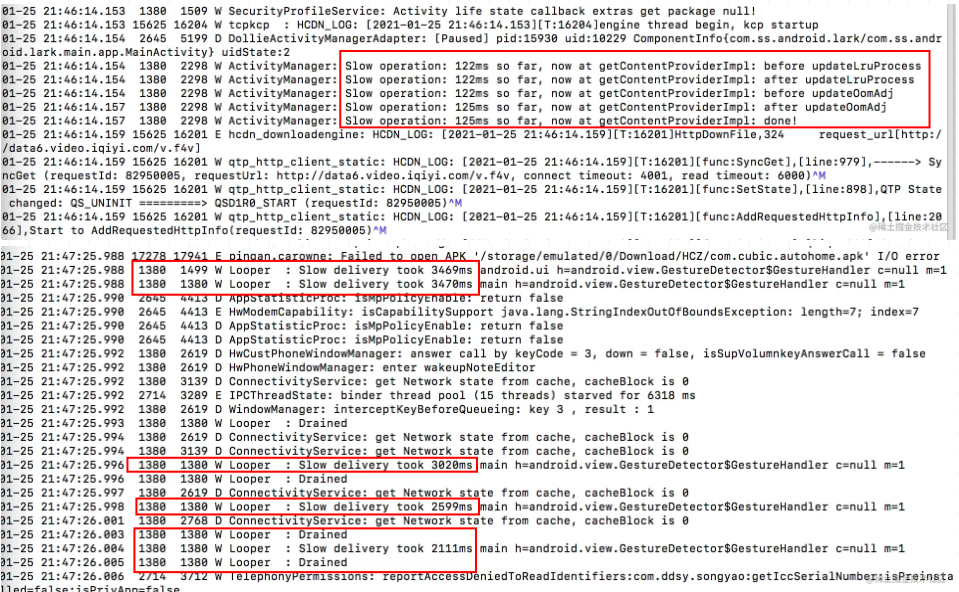 01-25 21:46:14.153  1380  1509 W SecurityProfileService: Activity life state callback extras get package null!
01-25 21:46:14.153 15625 16204 W tcpkcp  : HCDN_LOG: [2021-01-25 21:46:14.153][T:16204]engine thread begin, kcp startup
01-25 21:46:14.154  2645  5199 D DollieActivityManagerAdapter: [Paused] pid:15930 uid:10229 ComponentInfo{com.ss.android.lark/com.ss.andr
oid.lark.main.app.MainActivity} uidState:2
01-25 21:46:14.154  1380  2298 W ActivityManager: Slow operation: 122ms so far, now at getContentProviderImpl: before updateLruProcess
01-25 21:46:14.154  1380  2298 W ActivityManager: Slow operation: 122ms so far, now at getContentProviderImpl: after updateLruProcess
01-25 21:46:14.154  1380  2298 W ActivityManager: Slow operation: 122ms so far, now at getContentProviderImpl: before updateOomAdj
01-25 21:46:14.157  1380  2298 W ActivityManager: Slow operation: 125ms so far, now at getContentProviderImpl: after updateOomAdj
01-25 21:46:14.157  1380  2298 W ActivityManager: Slow operation: 125ms so far, now at getContentProviderImpl: done!
01-25 21:46:14.159 15625 16201 E hcdn_downloadengine: HCDN_LOG: [2021-01-25 21:46:14.159][T:16201]HttpDownFile,324     request_url[http:/
/data6.video.iqiyi.com/v.f4v]
01-25 21:46:14.159 15625 16201 W qtp_http_client_static: HCDN_LOG: [2021-01-25 21:46:14.159][T:16201][func:SyncGet],[line:979],------> Sy
ncGet (requestId: 82950005, requestUrl: http://data6.video.iqiyi.com/v.f4v, connect timeout: 4001, read timeout: 6000)^M
01-25 21:46:14.159 15625 16201 W qtp_http_client_static: HCDN_LOG: [2021-01-25 21:46:14.159][T:16201][func:SetState],[line:898],QTP State
changed: QS_UNINIT =========> QSD1R0_START (requestId: 82950005)^M
01-25 21:46:14.159 15625 16201 W qtp_http_client_static: HCDN_LOG: [2021-01-25 21:46:14.159][T:16201][func:AddRequestedHttpInfo],[line:20
66],Start to AddRequestedHttpInfo(requestId: 82950005)^M
@稀土掘金技术社区
01-25 21:47:25.988 17278 17941 E pingan.carowne: Failed to open APK '/storage/emulated/0/Download/HCZ/com.cubic.autohome.apk' I/O error
01-25 21:47:25.988  1380  1499 W Looper  : Slow delivery took 3469ms android.ui h=android.view.GestureDetector$GestureHandler c=null m=1
01-25 21:47:25.988  1380  1380 W Looper  : Slow delivery took 3470ms main h=android.view.GestureDetector$GestureHandler c=null m=1
01-25 21:47:25.990  2645  4413 D AppStatisticProc: isMpPolicyEnable: return false
01-25 21:47:25.990  2645  4413 E HwModemCapability: isCapabilitySupport java.lang.StringIndexOutOfBoundsException: length=7; index=7
01-25 21:47:25.990  2645  4413 D AppStatisticProc: isMpPolicyEnable: return false
01-25 21:47:25.990  2645  4413 D AppStatisticProc: isMpPolicyEnable: return false
01-25 21:47:25.992  1380  2619 D HwCustPhoneWindowManager: answer call by keyCode = 3, down = false, isSupVolumnkeyAnswerCall = false
01-25 21:47:25.992  1380  2619 D HwPhoneWindowManager: enter wakeupNoteEditor
01-25 21:47:25.992  1380  3139 D ConnectivityService: get Network state from cache, cacheBlock is 0
01-25 21:47:25.992  2714  3289 E IPCThreadState: binder thread pool (15 threads) starved for 6318 ms
01-25 21:47:25.992  1380  2619 D WindowManager: interceptKeyBeforeQueueing: key 3 , result : 1
01-25 21:47:25.993  1380  1380 W Looper  : Drained
01-25 21:47:25.994  1380  2619 D ConnectivityService: get Network state from cache, cacheBlock is 0
01-25 21:47:25.994  1380  3139 D ConnectivityService: get Network state from cache, cacheBlock is 0
01-25 21:47:25.996  1380  1380 W Looper  : Slow delivery took 3020ms main h=android.view.GestureDetector$GestureHandler c=null m=1
01-25 21:47:25.996  1380  1380 W Looper  : Drained
01-25 21:47:25.997  1380  2619 D ConnectivityService: get Network state from cache, cacheBlock is 0
01-25 21:47:25.998  1380  1380 W Looper  : Slow delivery took 2599ms main h=android.view.GestureDetector$GestureHandler c=null m=1
01-25 21:47:26.001  1380  2768 D ConnectivityService: get Network state from cache, cacheBlock is 0
01-25 21:47:26.003  1380  1380 W Looper  : Drained
01-25 21:47:26.004  1380  1380 W Looper  : Slow delivery took 2111ms main h=android.view.GestureDetector$GestureHandler c=null m=1
01-25 21:47:26.005  1380  1380 W Looper  : Drained
01-25 21:47:26.006  2714  3712 W TelephonyPermissions: reportAccessDeniedToReadIdentifiers:com.ddsy.songyao:getIccSerialNumber:isPreinsta
lled=false:isPrivApp=false